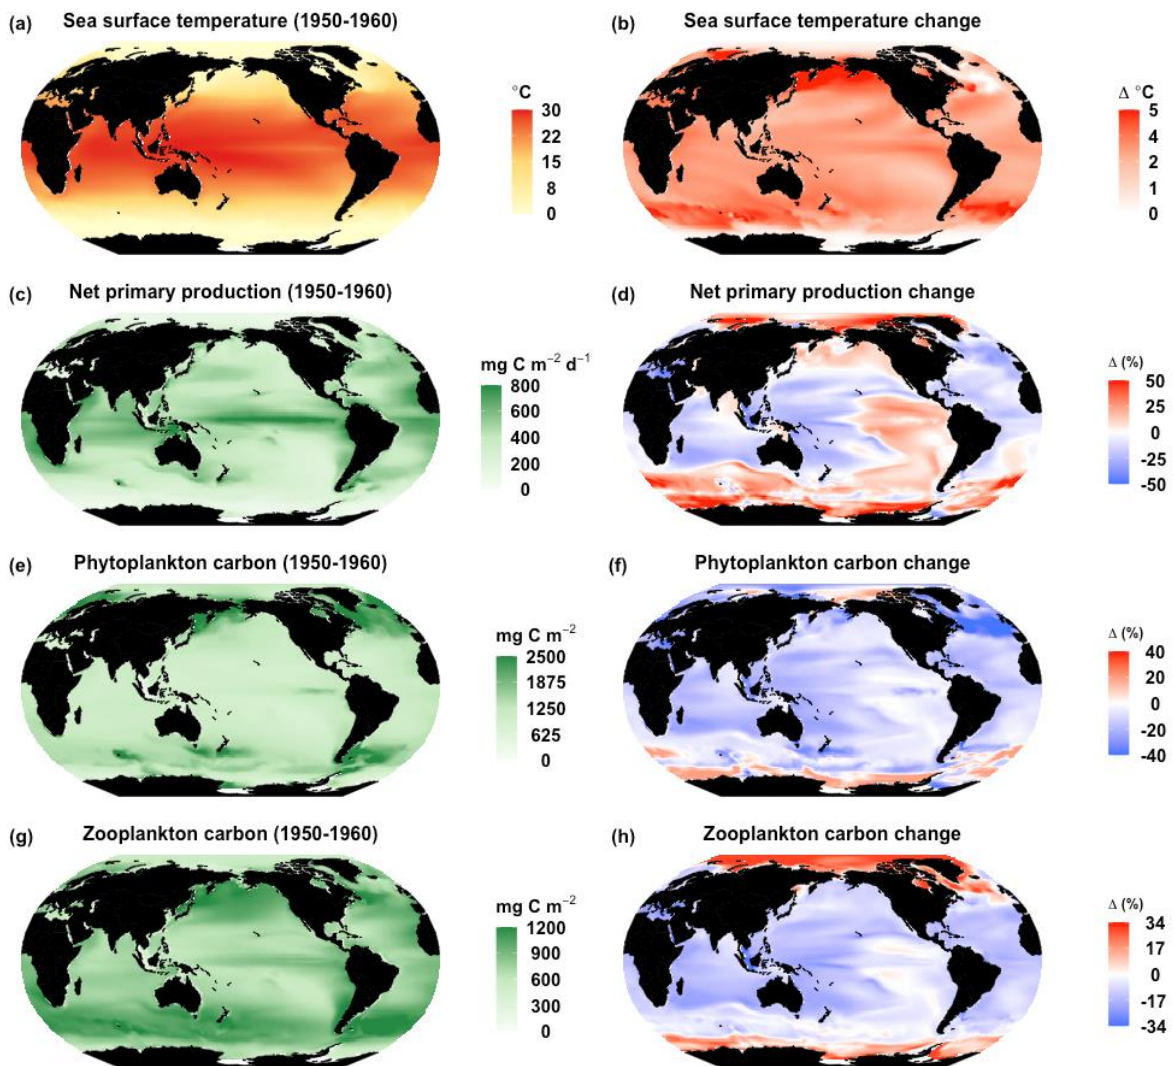 (a) Sea surface temperature (1950-1960)
°C
30
22
15
8
0
(b) Sea surface temperature change
Δ °C
5
4
2
1
0
(c) Net primary production (1950-1960)
mg C m⁻² d⁻¹
800
600
400
200
0
(d) Net primary production change
Δ (%)
50
25
0
-25
-50
(e) Phytoplankton carbon (1950-1960)
mg C m⁻²
2500
1875
1250
625
0
(f) Phytoplankton carbon change
Δ (%)
40
20
0
-20
-40
(g) Zooplankton carbon (1950-1960)
mg C m⁻²
1200
900
600
300
0
(h) Zooplankton carbon change
Δ (%)
34
17
0
-17
-34